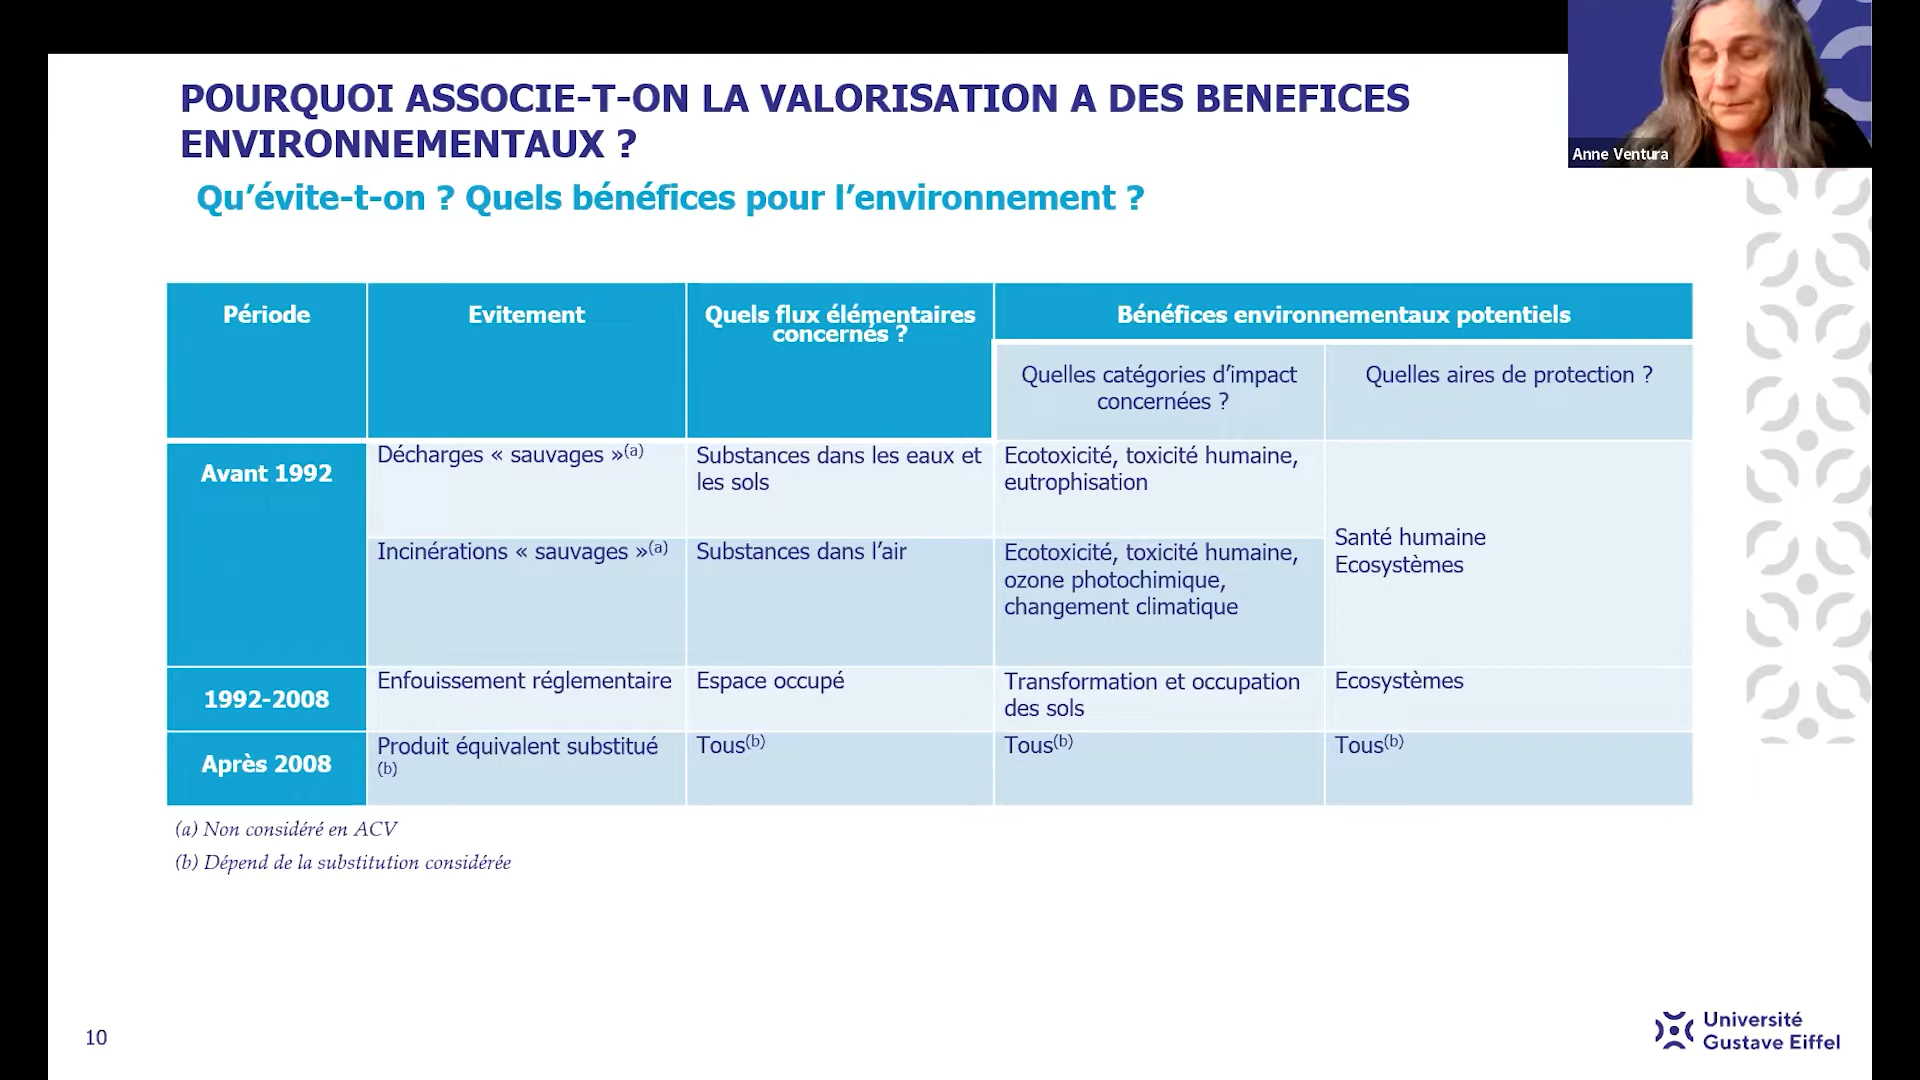 POURQUOI ASSOCIE-T-ON LA VALORISATION A DES BENEFICES
ENVIRONNEMENTAUX ?
Anne Ventura
Qu'évite-t-on ? Quels bénéfices pour l'environnement ?
Période
Evitement
Quels flux élémentaires
concernés ?
Bénéfices environnementaux potentiels
Quelles catégories d'impact
concernées ?
Quelles aires de protection ?
Avant 1992
Décharges « sauvages »(a)
Substances dans les eaux et
les sols
Ecotoxicité, toxicité humaine,
eutrophisation
Santé humaine
Ecosystèmes
Incinérations « sauvages »(a)
Substances dans l'air
Ecotoxicité, toxicité humaine,
ozone photochimique,
changement climatique
1992-2008
Enfouissement réglementaire
Espace occupé
Transformation et occupation
des sols
Ecosystèmes
Après 2008
Produit équivalent substitué
(b)
Tous(b)
Tous(b)
Tous(b)
(a) Non considéré en ACV
(b) Dépend de la substitution considérée
10
Université
Gustave Eiffel